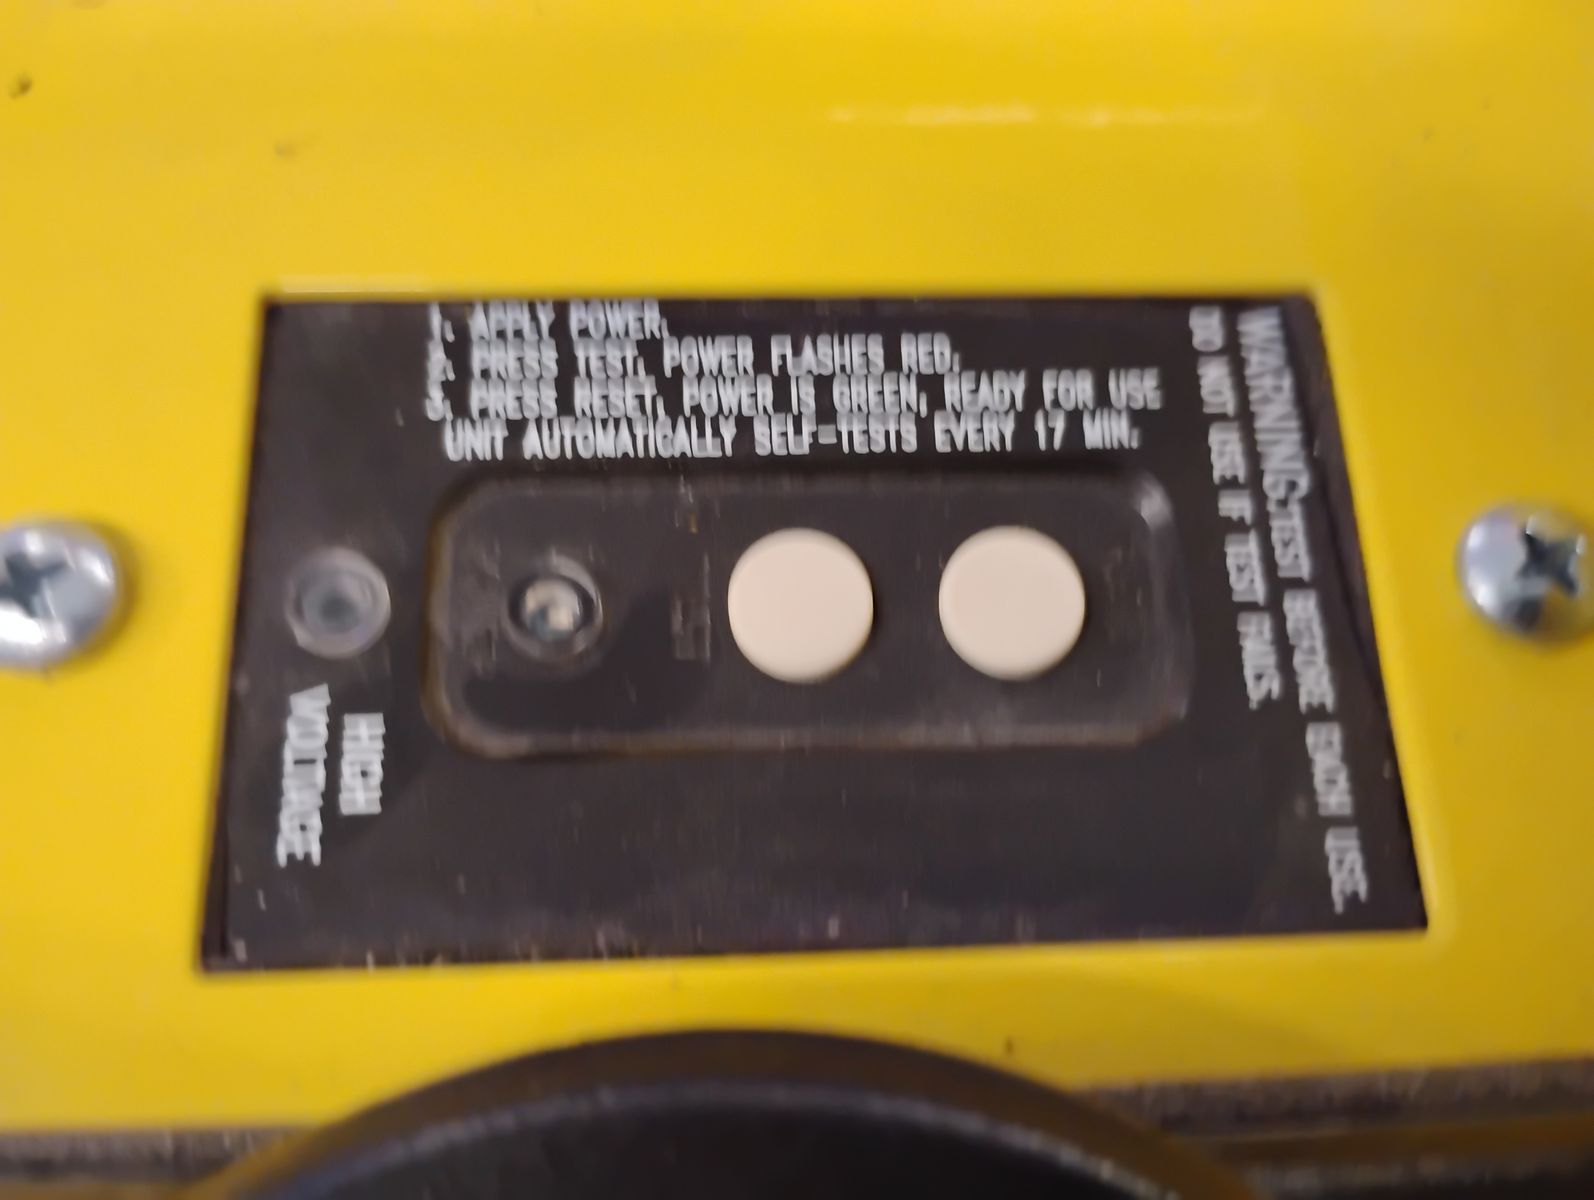 1. APPLY POWER.
2. PRESS TEST, POWER FLASHES RED.
3. PRESS RESET, POWER IS GREEN, READY FOR USE
UNIT AUTOMATICALLY SELF-TESTS EVERY 17 MIN.
WARNING: TEST BEFORE EACH USE.
DO NOT USE IF TEST FAILS.
HIGH
VOLTAGE